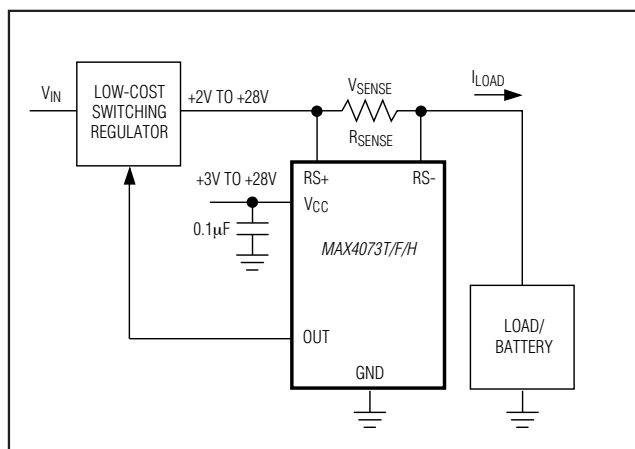 V_IN
LOW-COST
SWITCHING
REGULATOR
+2V TO +28V
V_SENSE
R_SENSE
I_LOAD
+3V TO +28V
0.1μF
RS+
RS-
V_CC
MAX4073T/F/H
OUT
GND
LOAD/
BATTERY